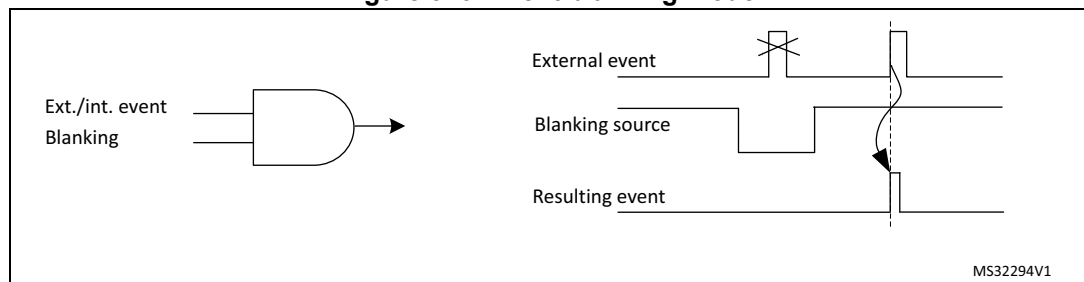 Ext./int. event
Blanking
External event
Blanking source
Resulting event
MS32294V1